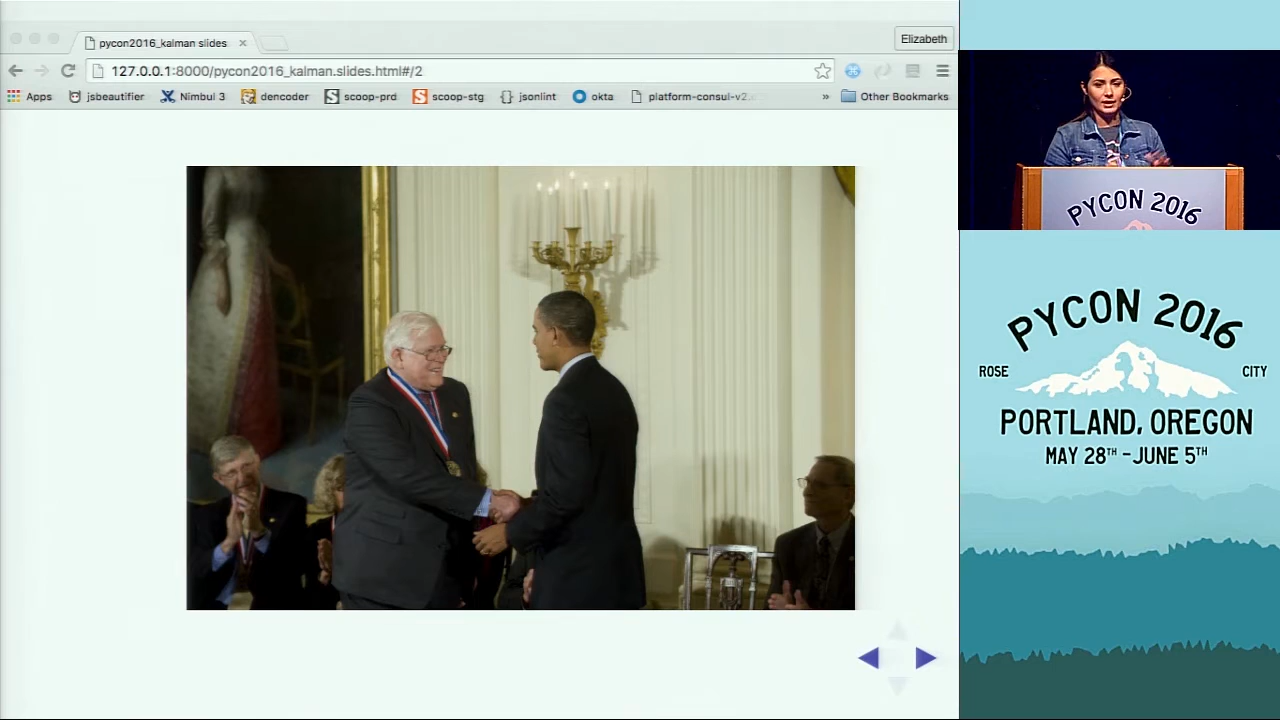 pycon2016_kalman slides
Elizabeth
127.0.0.1:8000/pycon2016_kalman.slides.html#/2
Apps jsbeautifier Nimbul 3 dencoder scoop-pro scoop-stg jsonlint okta platform-consul-v2. » Other Bookmarks
PYCON 2016
PYCON 2016
ROSE CITY
PORTLAND, OREGON
MAY 28TH – JUNE 5TH